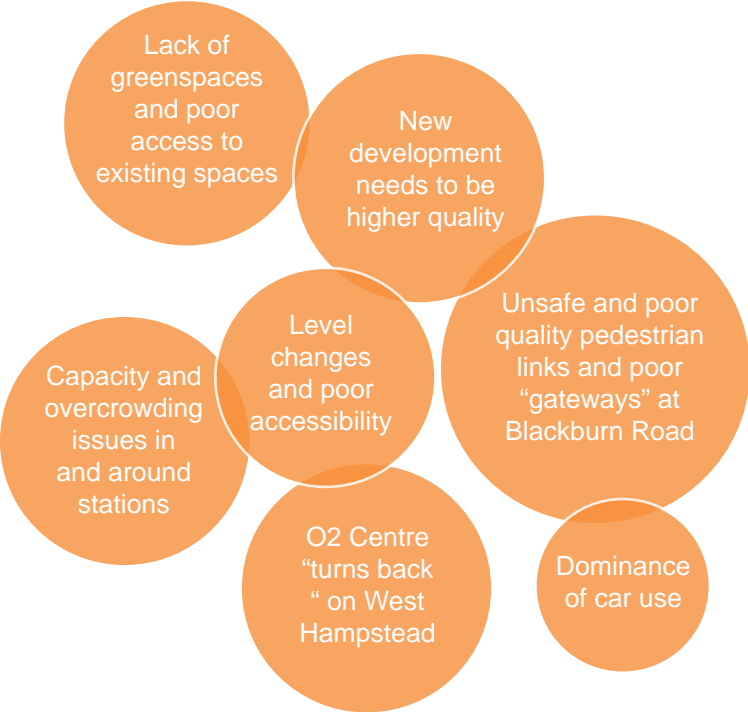 Lack of
greenspaces
and poor
access to
existing spaces
New
development
needs to be
higher quality
Unsafe and poor
quality pedestrian
links and poor
“gateways” at
Blackburn Road
Level
changes
and poor
accessibility
Capacity and
overcrowding
issues in
and around
stations
O2 Centre
“turns back
“ on West
Hampstead
Dominance
of car use